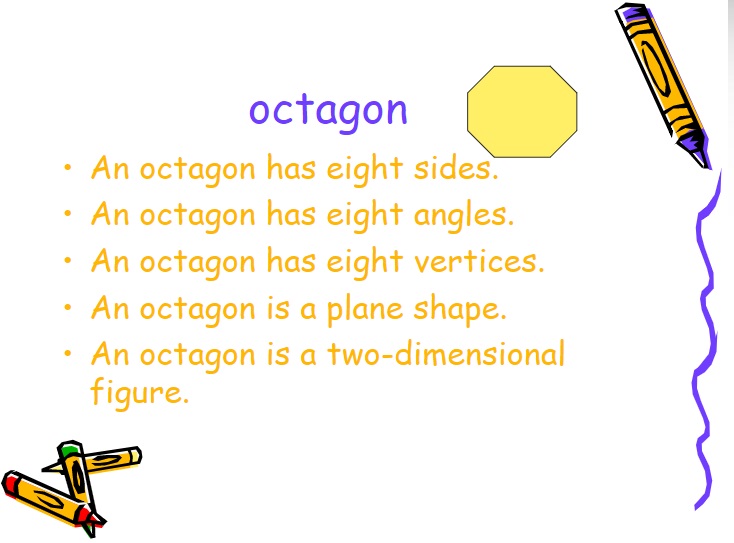 octagon
• An octagon has eight sides.
• An octagon has eight angles.
• An octagon has eight vertices.
• An octagon is a plane shape.
• An octagon is a two-dimensional
figure.